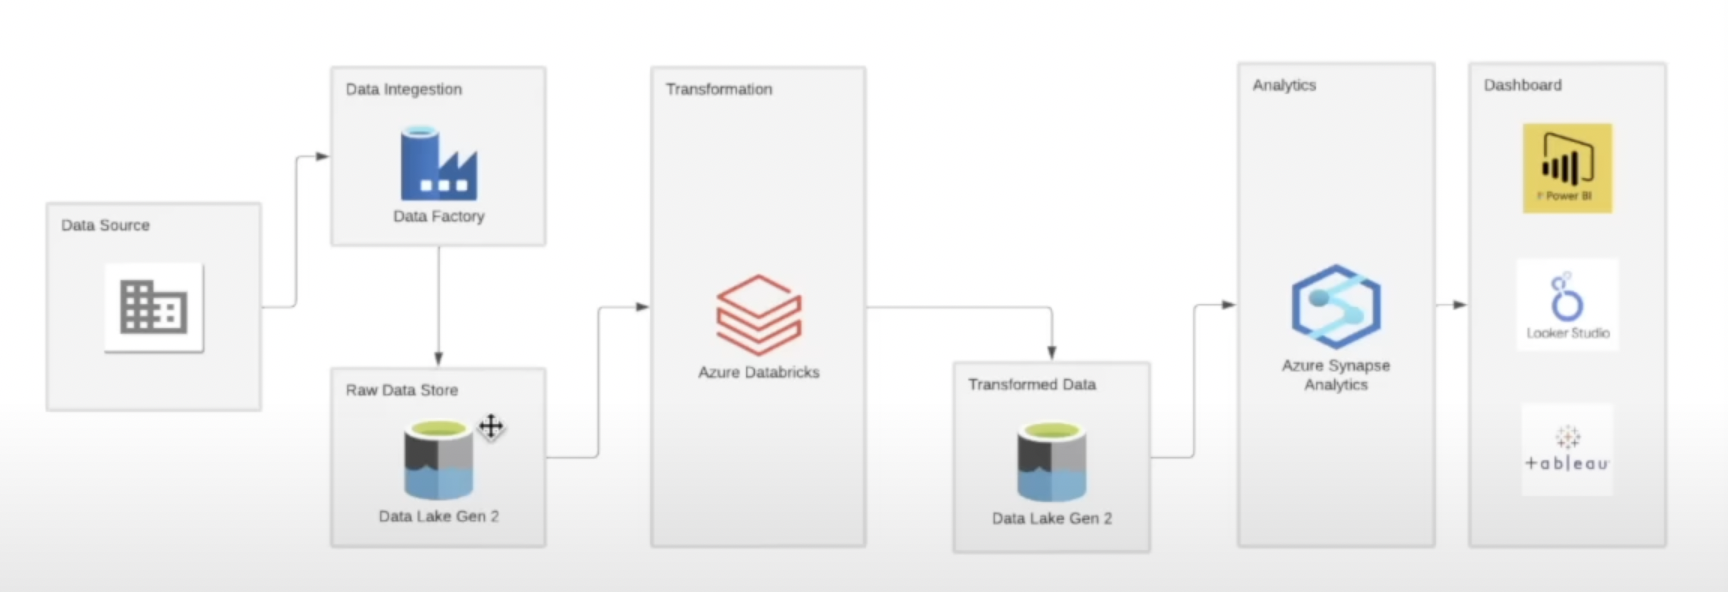 Data Source
Data Integestion
Data Factory
Raw Data Store
Data Lake Gen 2
Transformation
Azure Databricks
Transformed Data
Data Lake Gen 2
Analytics
Azure Synapse
Analytics
Dashboard
Power BI
Looker Studio
+ableau